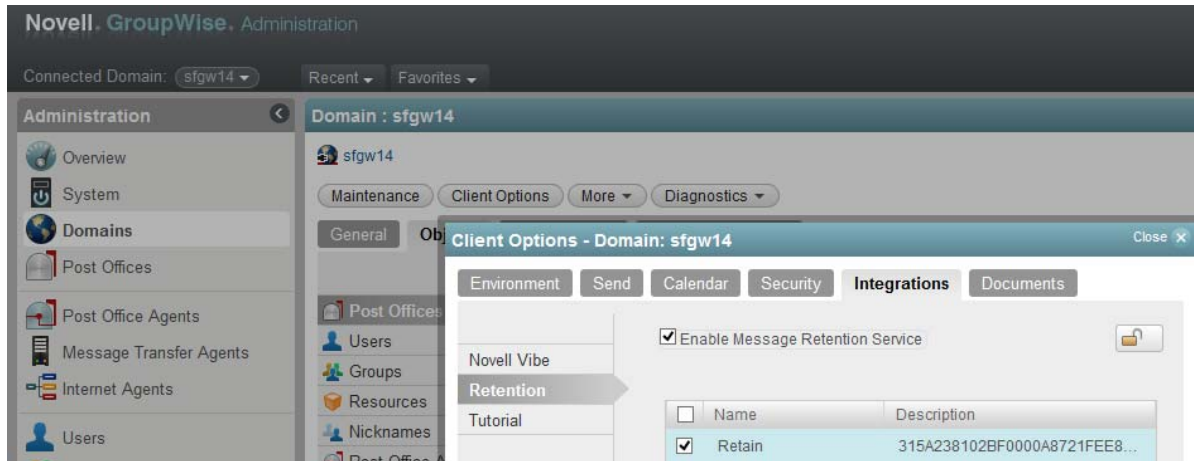 Novell. GroupWise. Administration
Connected Domain: sfgw14 Recent Favorites
Administration
Overview
System
Domains
Post Offices
Post Office Agents
Message Transfer Agents
Internet Agents
Users
Domain : sfgw14
sfgw14
Maintenance Client Options More Diagnostics
General Obj
Post Offices
Users
Groups
Resources
Nicknames
Post Office A
Client Options - Domain: sfgw14 Close
Environment Send Calendar Security Integrations Documents
Novell Vibe
Retention
Tutorial
Enable Message Retention Service
Name Description
Retain 315A238102BF0000A8721FEE8...